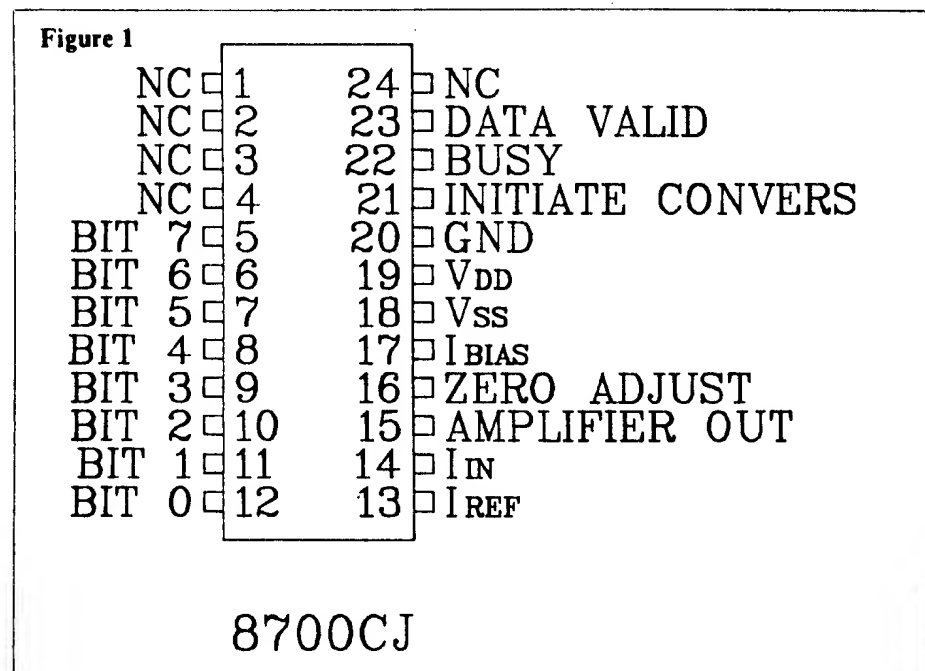 Figure 1
NC 1 24 NC
NC 2 23 DATA VALID
NC 3 22 BUSY
NC 4 21 INITIATE CONVERS
BIT 7 5 20 GND
BIT 6 6 19 VDD
BIT 5 7 18 VSS
BIT 4 8 17 IBIAS
BIT 3 9 16 ZERO ADJUST
BIT 2 10 15 AMPLIFIER OUT
BIT 1 11 14 IIN
BIT 0 12 13 IREF
8700CJ